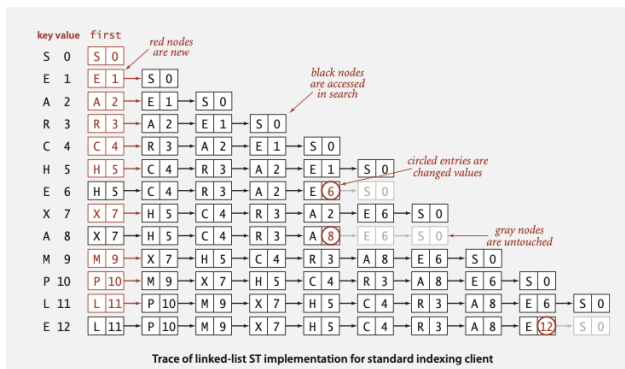 key value first
red nodes
are new
S 0 S 0
E 1 E 1 S 0
black nodes
are accessed
in search
A 2 A 2 E 1 S 0
R 3 R 3 A 2 E 1 S 0
C 4 C 4 R 3 A 2 E 1 S 0
H 5 H 5 C 4 R 3 A 2 E 1 S 0
circled entries are
changed values
E 6 H 5 C 4 R 3 A 2 E 6 S 0
X 7 X 7 H 5 C 4 R 3 A 2 E 6 S 0
A 8 X 7 H 5 C 4 R 3 A 8 E 6 S 0
gray nodes
are untouched
M 9 M 9 X 7 H 5 C 4 R 3 A 8 E 6 S 0
P 10 P 10 M 9 X 7 H 5 C 4 R 3 A 8 E 6 S 0
L 11 L 11 P 10 M 9 X 7 H 5 C 4 R 3 A 8 E 6 S 0
E 12 L 11 P 10 M 9 X 7 H 5 C 4 R 3 A 8 E 12 S 0
Trace of linked-list ST implementation for standard indexing client